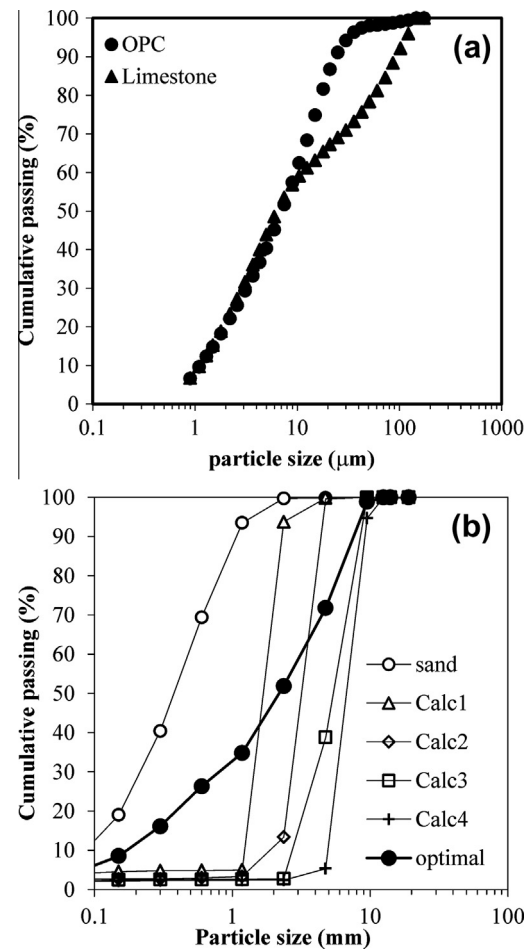 (a)
OPC
Limestone
Cumulative passing (%)
100
90
80
70
60
50
40
30
20
10
0
0.1 1 10 100 1000
particle size (μm)
(b)
sand
Calc1
Calc2
Calc3
Calc4
optimal
Cumulative passing (%)
100
90
80
70
60
50
40
30
20
10
0
0.1 1 10 100
Particle size (mm)